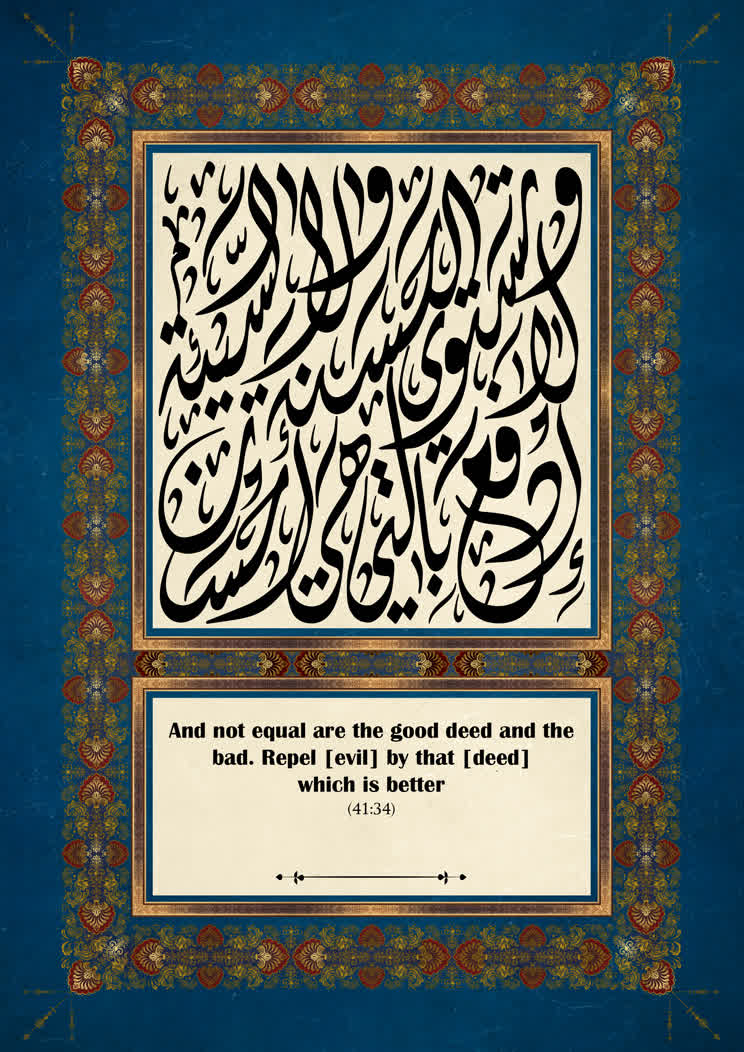 ولا تستوي الحسنة ولا السيئة
إدفع بالتي هي أحسن
And not equal are the good deed and the
bad. Repel [evil] by that [deed]
which is better
(41:34)